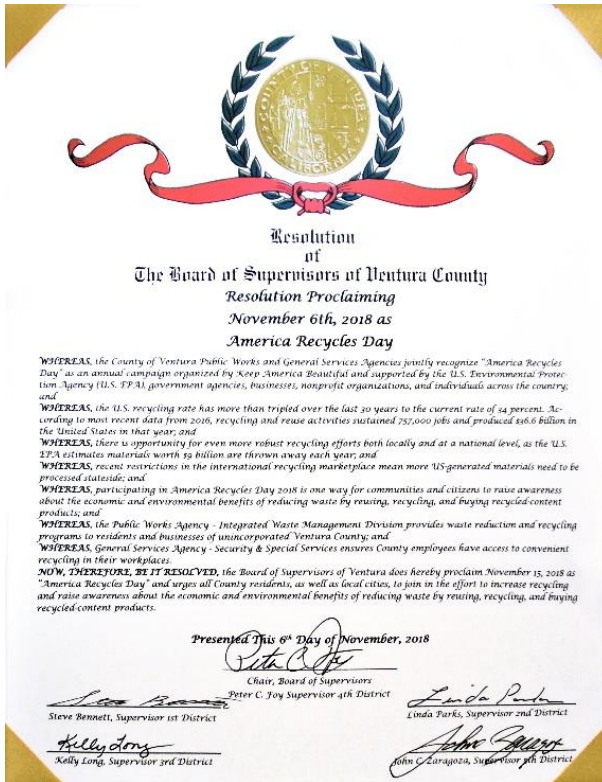 COUNTY OF VENTURA
CALIFORNIA
Resolution
of
The Board of Supervisors of Ventura County
Resolution Proclaiming
November 6th, 2018 as
America Recycles Day
WHEREAS, the County of Ventura Public Works and General Services Agencies jointly recognize "America Recycles
Day" as an annual campaign organized by Keep America Beautiful and supported by the U.S. Environmental Protec-
tion Agency (U.S. EPA), government agencies, businesses, nonprofit organizations, and individuals across the country;
and
WHEREAS, the U.S. recycling rate has more than tripled over the last 30 years to the current rate of 34 percent. Ac-
cording to most recent data from 2016, recycling and reuse activities sustained 757,000 jobs and produced $36.6 billion in
the United States in that year; and
WHEREAS, there is opportunity for even more robust recycling efforts both locally and at a national level, as the U.S.
EPA estimates materials worth $9 billion are thrown away each year; and
WHEREAS, recent restrictions in the international recycling marketplace mean more US-generated materials need to be
processed stateside; and
WHEREAS, participating in America Recycles Day 2018 is one way for communities and citizens to raise awareness
about the economic and environmental benefits of reducing waste by reusing, recycling, and buying recycled-content
products; and
WHEREAS, the Public Works Agency - Integrated Waste Management Division provides waste reduction and recycling
programs to residents and businesses of unincorporated Ventura County; and
WHEREAS, General Services Agency - Security & Special Services ensures County employees have access to convenient
recycling in their workplaces.
NOW, THEREFORE, BE IT RESOLVED, the Board of Supervisors of Ventura does hereby proclaim November 15, 2018 as
"America Recycles Day" and urges all County residents, as well as local cities, to join in the effort to increase recycling
and raise awareness about the economic and environmental benefits of reducing waste by reusing, recycling, and buying
recycled-content products.
Presented This 6th Day of November, 2018
Peter C. Foy
Chair, Board of Supervisors
Peter C. Foy Supervisor 4th District
Steve Bennett
Linda Parks
Steve Bennett, Supervisor 1st District
Linda Parks, Supervisor 2nd District
Kelly Long
John C Zaragoza
Kelly Long, Supervisor 3rd District
John C Zaragoza, Supervisor 5th District